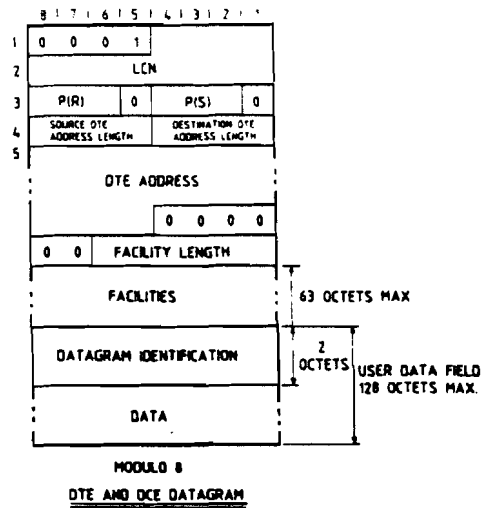 8 7 6 5 4 3 2 1
1 0 0 0 1
2 LCN
3 P(R) 0 P(S) 0
4 SOURCE DTE ADDRESS LENGTH DESTINATION DTE ADDRESS LENGTH
5
DTE ADDRESS
0 0 0 0
0 0 FACILITY LENGTH
FACILITIES
63 OCTETS MAX
DATAGRAM IDENTIFICATION
2 OCTETS
USER DATA FIELD
128 OCTETS MAX.
DATA
MODULO 8
DTE AND DCE DATAGRAM